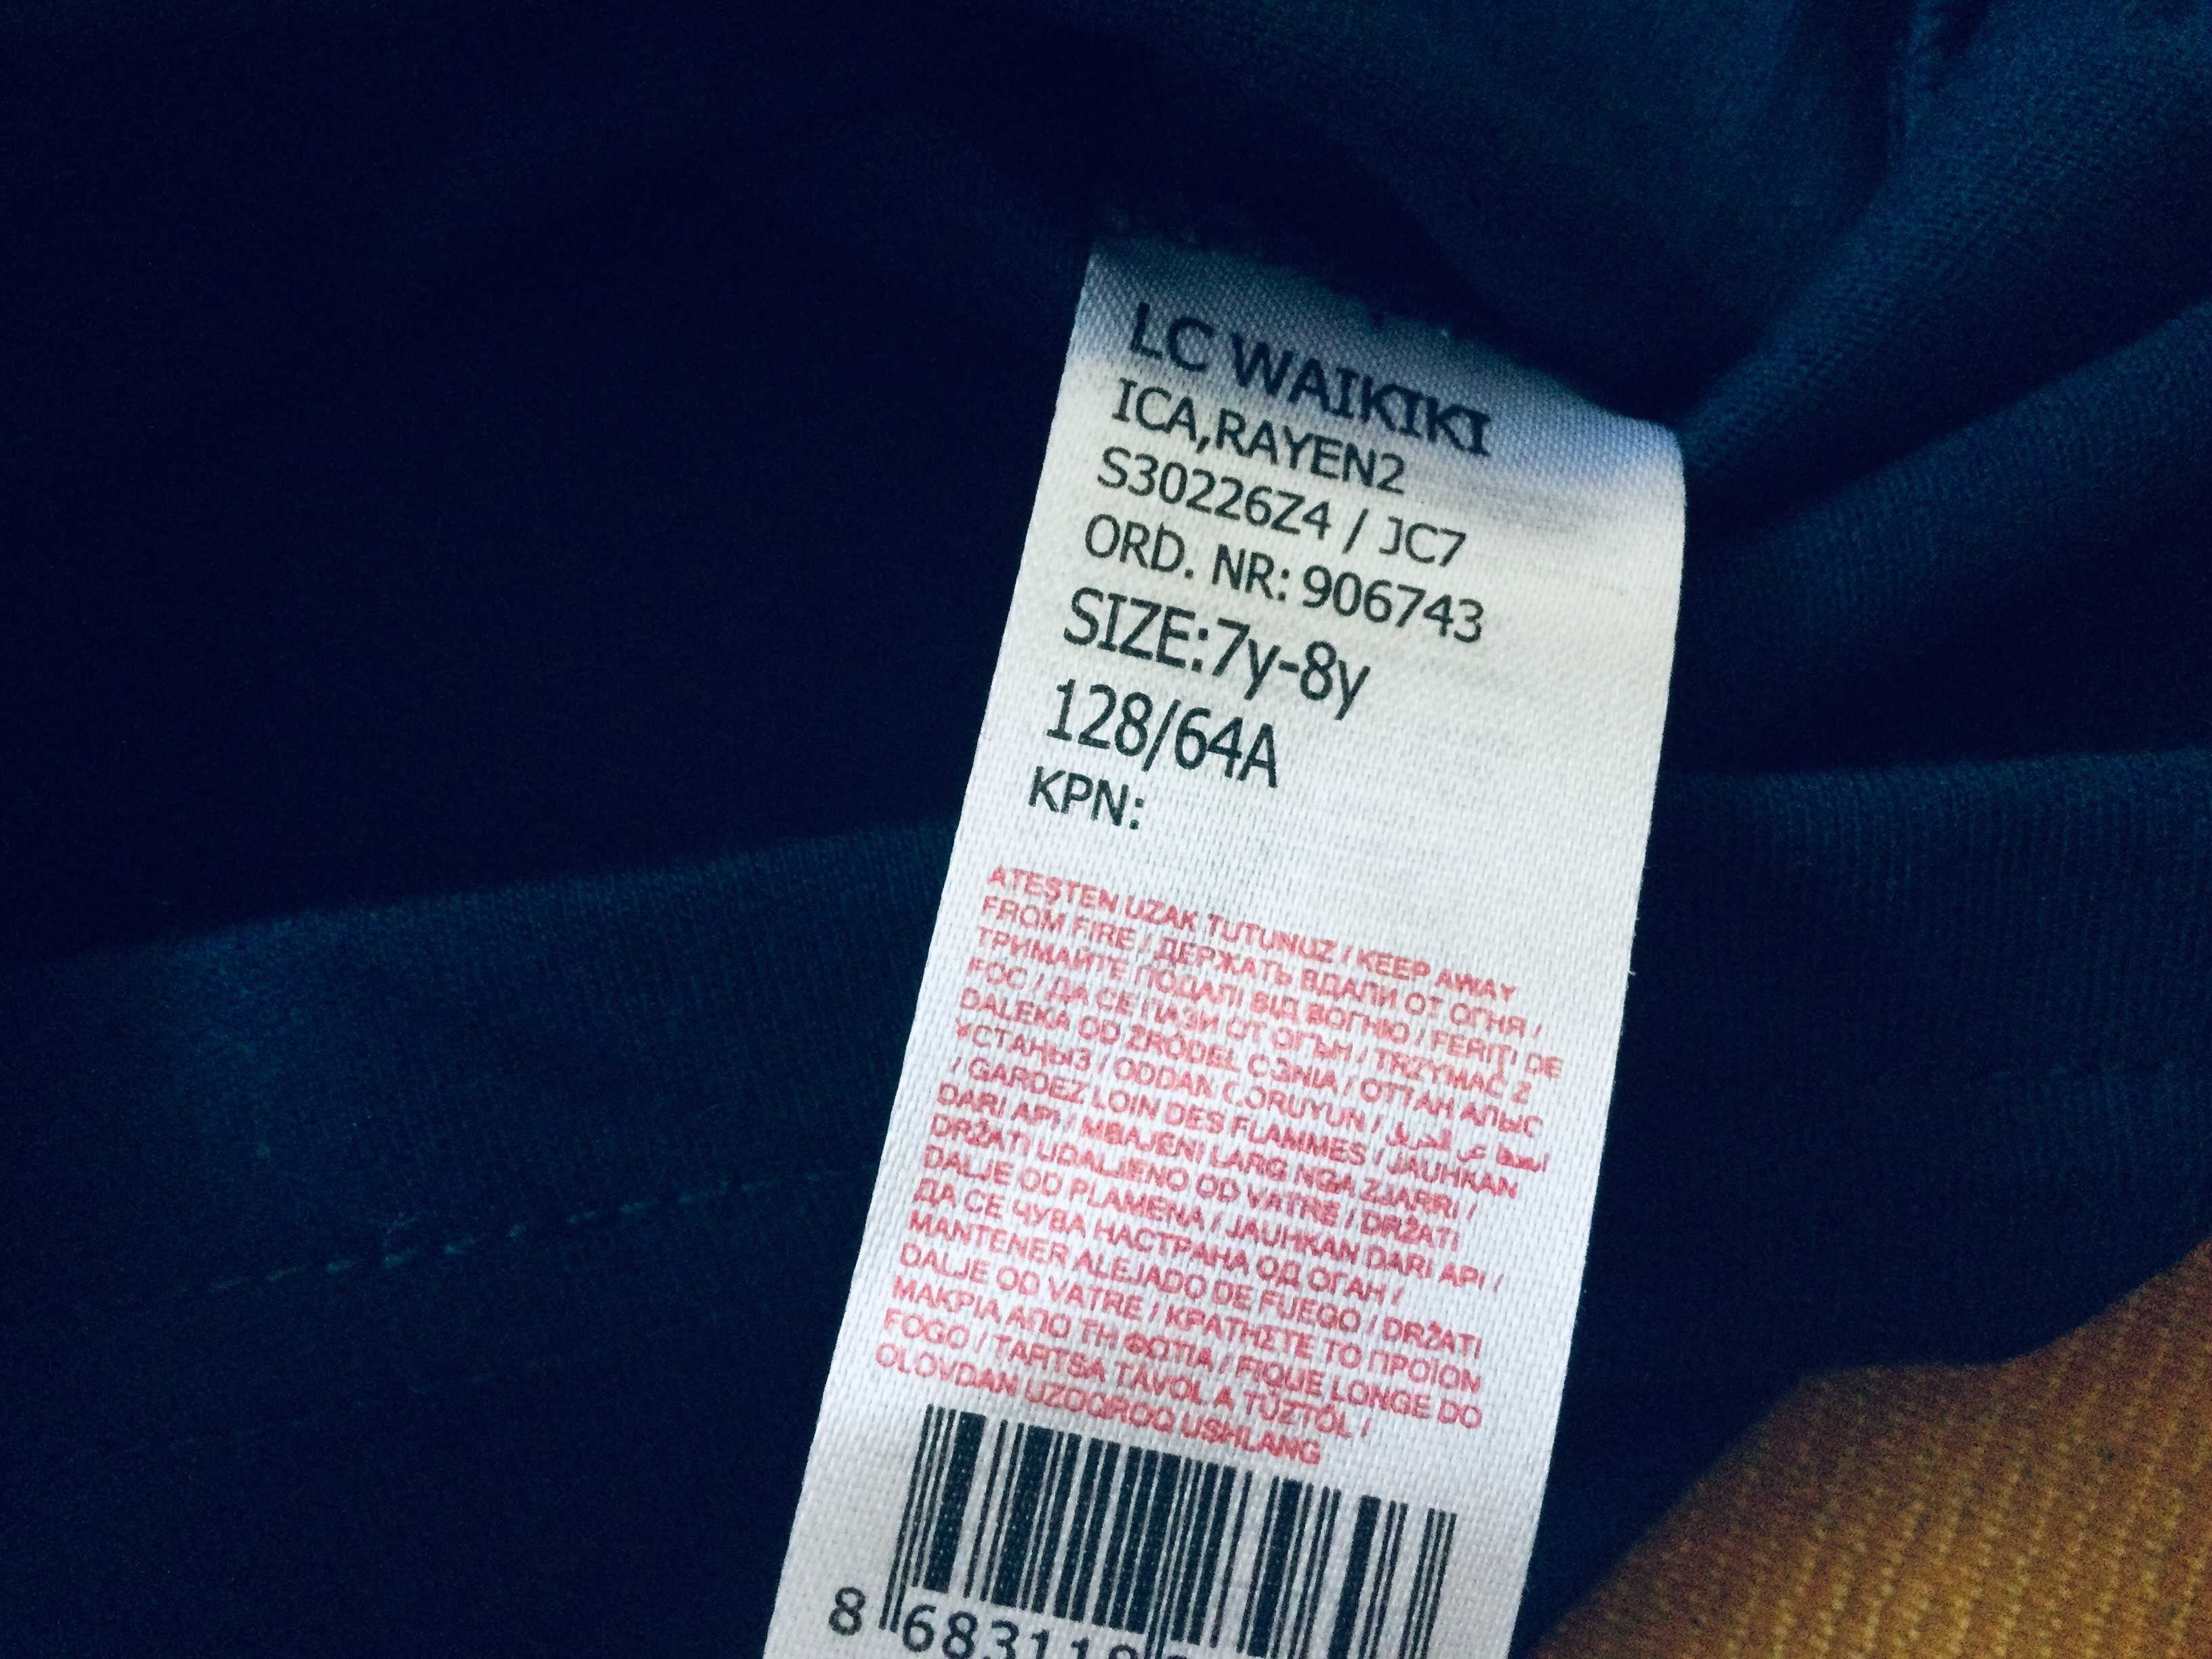 LC WAIKIKI
ICA,RAYEN2
S30226Z4 / JC7
ORD. NR: 906743
SIZE:7y-8y
128/64A
KPN:
ATEŞTEN UZAK TUTUNUZ / KEEP AWAY
FROM FIRE / ДЕРЖАТЬ ВДАЛИ ОТ ОГНЯ /
ТРИМАЙТЕ ПОДАЛІ ВІД ВОГНЮ / FERIȚI DE
FOC / ДА СЕ ПАЗИ ОТ ОГЪН / TRZYMAĆ Z
DALEKA OD ŹRÓDEŁ OGNIA / ОТТАН АЛЫС
ҰСТАҢЫЗ / ODDAN QORUYUN /
/ GARDEZ LOIN DES FLAMMES / JAUHKAN
DARI API / MBAJENI LARG NGA ZJARRI /
DRŽATI UDALJENO OD VATRE / DRŽATI
DALJE OD PLAMENA / JAUHKAN DARI API /
ДА СЕ ЧУВА НАСТРАНА ОД ОГАН /
MANTENER ALEJADO DE FUEGO / DRŽATI
DALJE OD VATRE / ΚΡΑΤΗΣΤΕ ΤΟ ΠΡΟΪΟΝ
ΜΑΚΡΙΑ ΑΠΟ ΤΗ ΦΩΤΙΑ / FIQUE LONGE DO
FOGO / TARTSA TÁVOL A TŰZTŐL /
OLOVDAN UZOQROQ USHLANG
8 683119